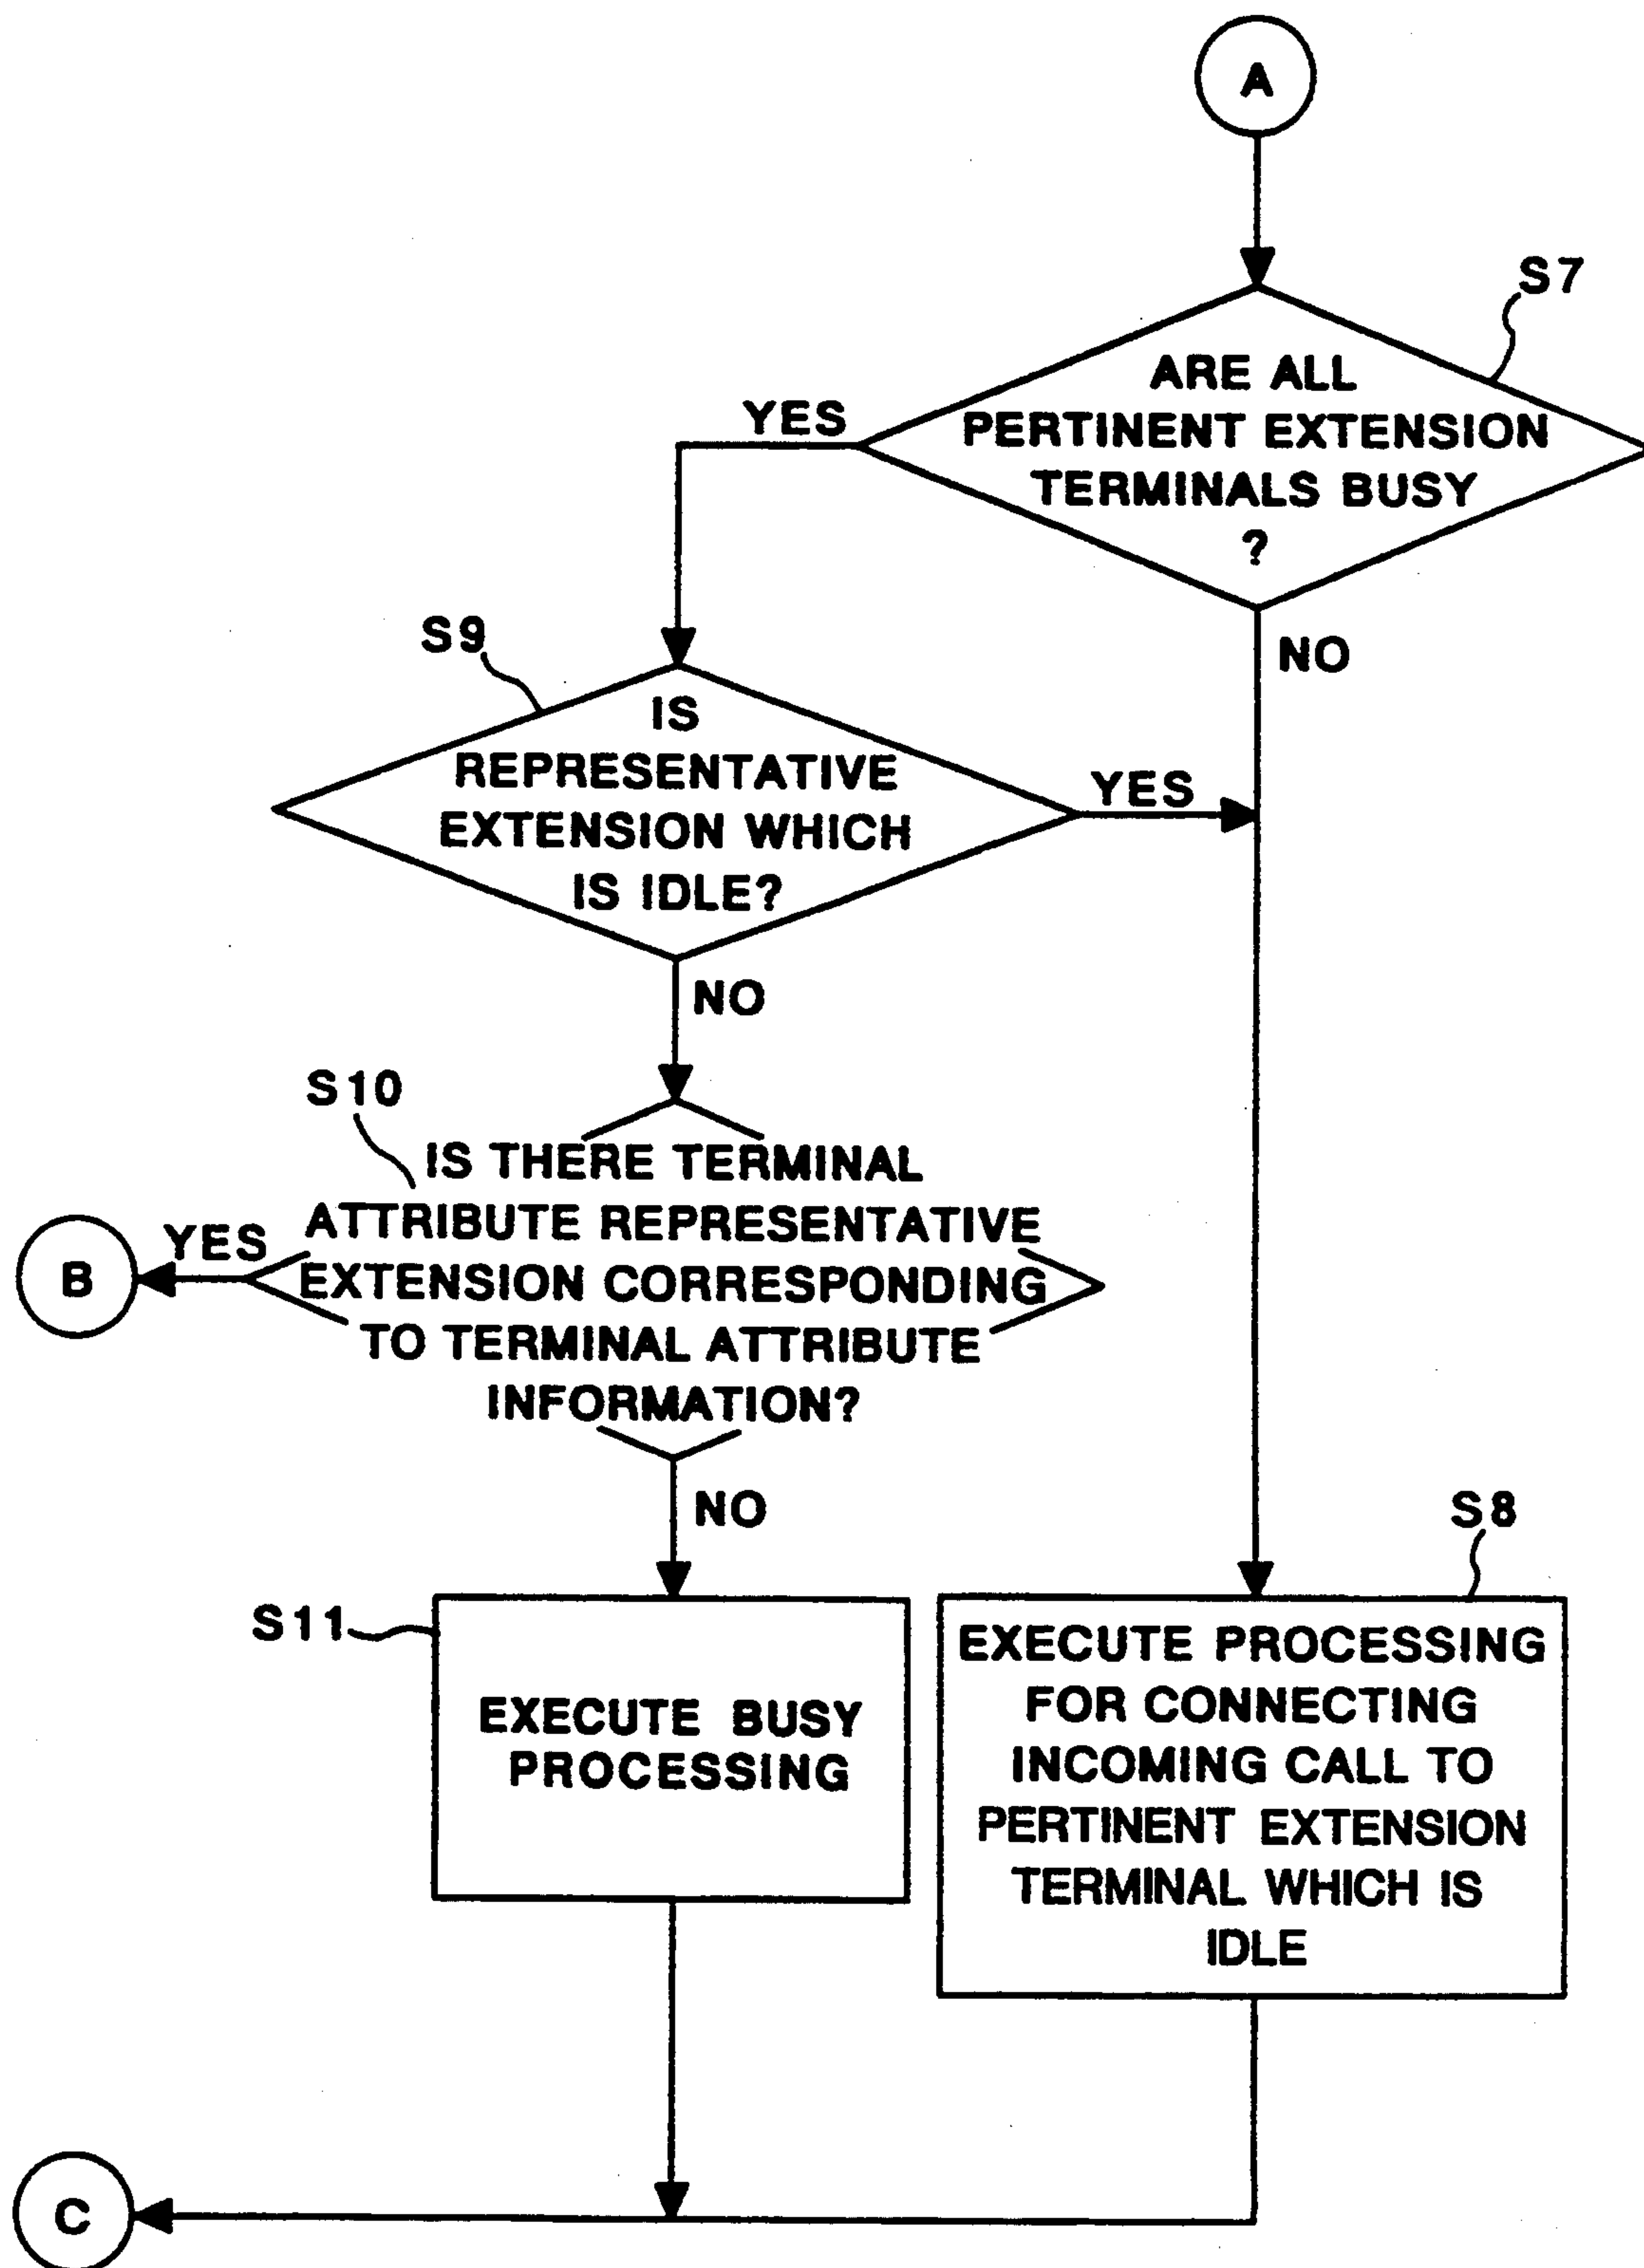 A
S7
ARE ALL
PERTINENT EXTENSION
TERMINALS BUSY
?
YES
NO
S9
IS
REPRESENTATIVE
EXTENSION WHICH
IS IDLE?
YES
NO
S10
IS THERE TERMINAL
ATTRIBUTE REPRESENTATIVE
EXTENSION CORRESPONDING
TO TERMINAL ATTRIBUTE
INFORMATION?
YES
B
NO
S11
EXECUTE BUSY
PROCESSING
S8
EXECUTE PROCESSING
FOR CONNECTING
INCOMING CALL TO
PERTINENT EXTENSION
TERMINAL WHICH IS
IDLE
C